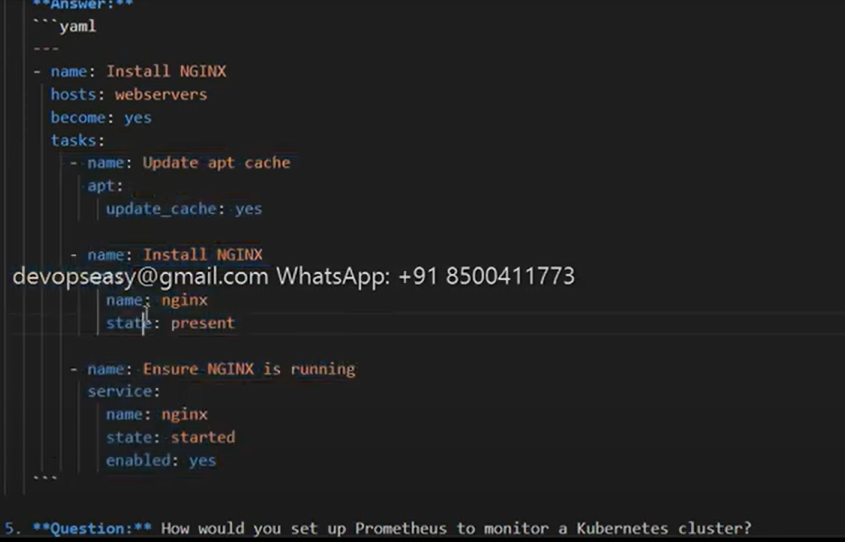 **Answer:**
```yaml
---
- name: Install NGINX
hosts: webservers
become: yes
tasks:
- name: Update apt cache
apt:
update_cache: yes
- name: Install NGINX
devopseasy@gmail.com WhatsApp: +91 8500411773
name: nginx
state: present
- name: Ensure NGINX is running
service:
name: nginx
state: started
enabled: yes
```
5. **Question:** How would you set up Prometheus to monitor a Kubernetes cluster?